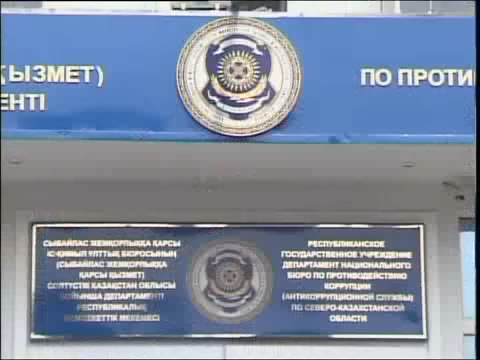 ҚЫЗМЕТ)
ЕНТІ
ПО ПРОТИ
СЫБАЙЛАС ЖЕМҚОРЛЫҚҚА ҚАРСЫ
ІС-ҚИМЫЛ ҰЛТТЫҚ БЮРОСЫНЫҢ
(СЫБАЙЛАС ЖЕМҚОРЛЫҚҚА
ҚАРСЫ ҚЫЗМЕТ)
СОЛТҮСТІК ҚАЗАҚСТАН ОБЛЫСЫ
БОЙЫНША ДЕПАРТАМЕНТІ
РЕСПУБЛИКАЛЫҚ
МЕМЛЕКЕТТІК МЕКЕМЕСІ
РЕСПУБЛИКАНСКОЕ
ГОСУДАРСТВЕННОЕ УЧРЕЖДЕНИЕ
ДЕПАРТАМЕНТ НАЦИОНАЛЬНОГО
БЮРО ПО ПРОТИВОДЕЙСТВИЮ
КОРРУПЦИИ
(АНТИКОРРУПЦИОННОЙ СЛУЖБЫ)
ПО СЕВЕРО-КАЗАХСТАНСКОЙ
ОБЛАСТИ